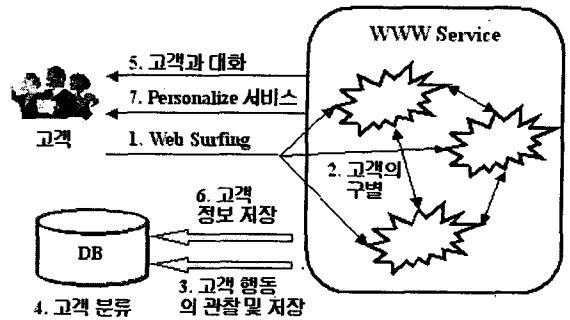 WWW Service
5. 고객과 대화
7. Personalize 서비스
고객
1. Web Surfing
2. 고객의
구별
6. 고객
정보 저장
DB
3. 고객 행동
의 관찰 및 저장
4. 고객 분류